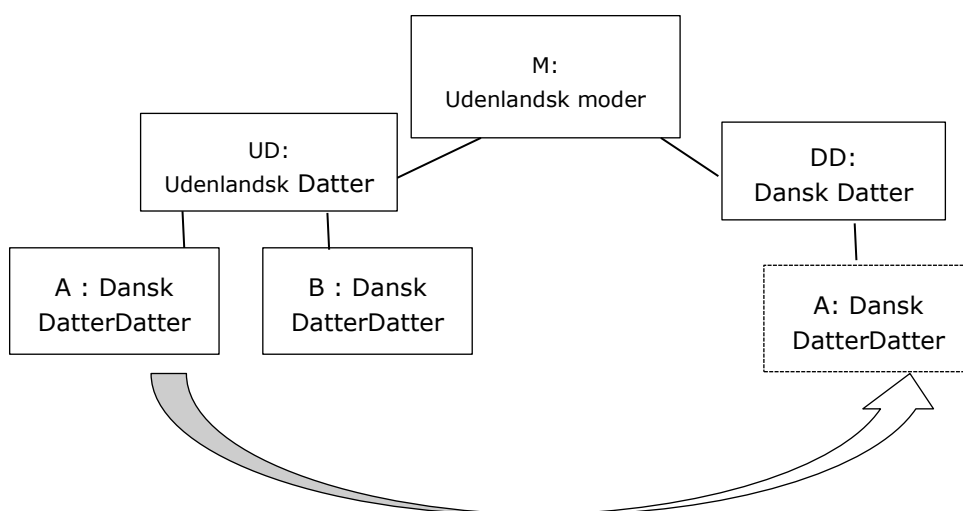 M:
Udenlandsk moder
UD:
Udenlandsk Datter
DD:
Dansk Datter
A : Dansk
DatterDatter
B : Dansk
DatterDatter
A: Dansk
DatterDatter